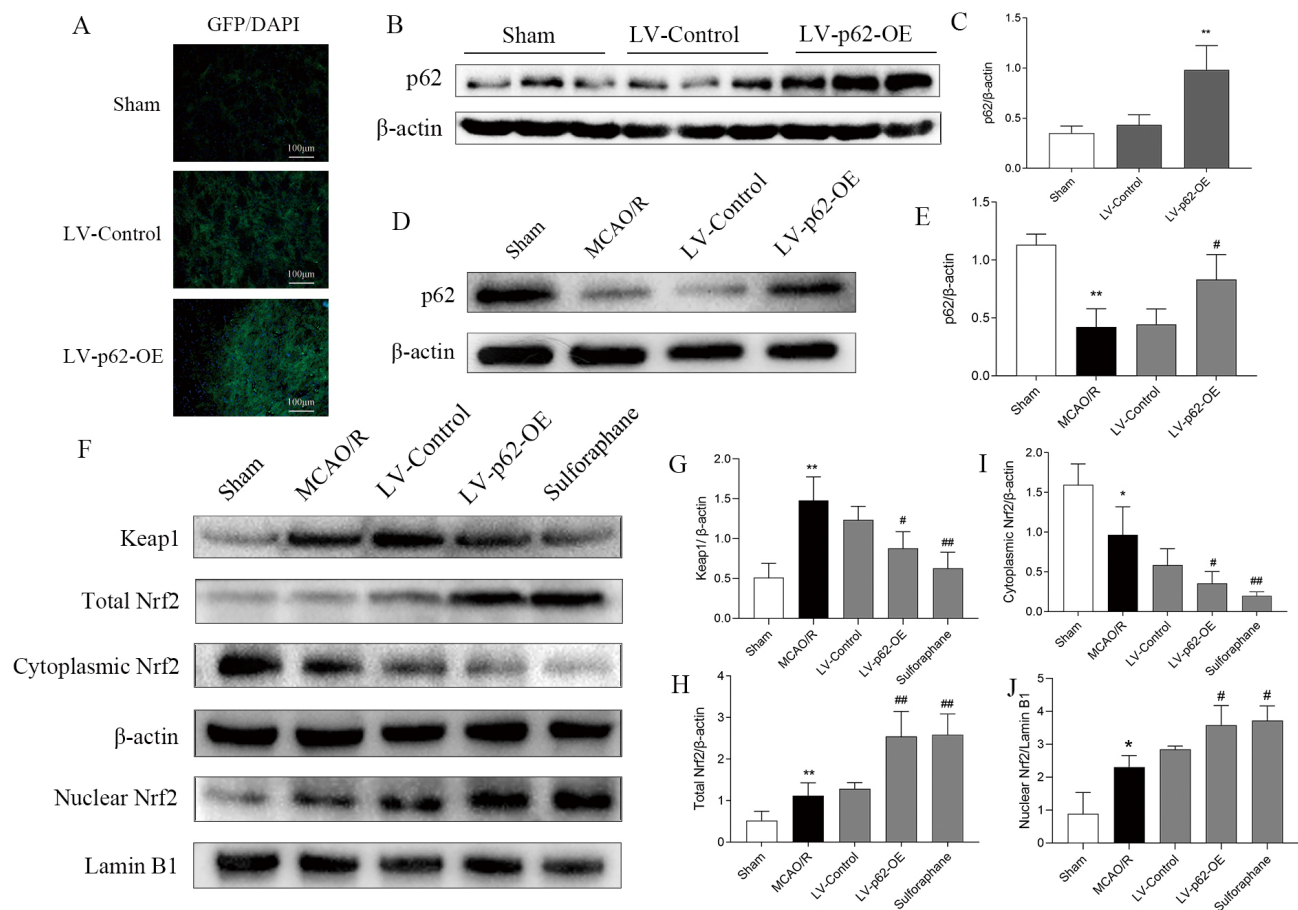 A
GFP/DAPI
Sham
100μm
LV-Control
100μm
LV-p62-OE
100μm
B
Sham
LV-Control
LV-p62-OE
p62
β-actin
C
p62/β-actin
1.5
1.0
0.5
0.0
Sham
LV-Control
LV-p62-OE
**
D
Sham
MCAO/R
LV-Control
LV-p62-OE
p62
β-actin
E
p62/β-actin
1.5
1.0
0.5
0.0
Sham
MCAO/R
LV-Control
LV-p62-OE
**
#
F
Sham
MCAO/R
LV-Control
LV-p62-OE
Sulforaphane
Keap1
Total Nrf2
Cytoplasmic Nrf2
β-actin
Nuclear Nrf2
Lamin B1
G
Keap1/ β-actin
2.0
1.5
1.0
0.5
0.0
Sham
MCAO/R
LV-Control
LV-p62-OE
Sulforaphane
**
#
##
I
Cytoplasmic Nrf2/β-actin
2.0
1.5
1.0
0.5
0.0
Sham
MCAO/R
LV-Control
LV-p62-OE
Sulforaphane
*
#
##
H
Total Nrf2/β-actin
4
3
2
1
0
Sham
MCAO/R
LV-Control
LV-p62-OE
Sulforaphane
**
##
##
J
Nuclear Nrf2/Lamin B1
5
4
3
2
1
0
Sham
MCAO/R
LV-Control
LV-p62-OE
Sulforaphane
*
#
#